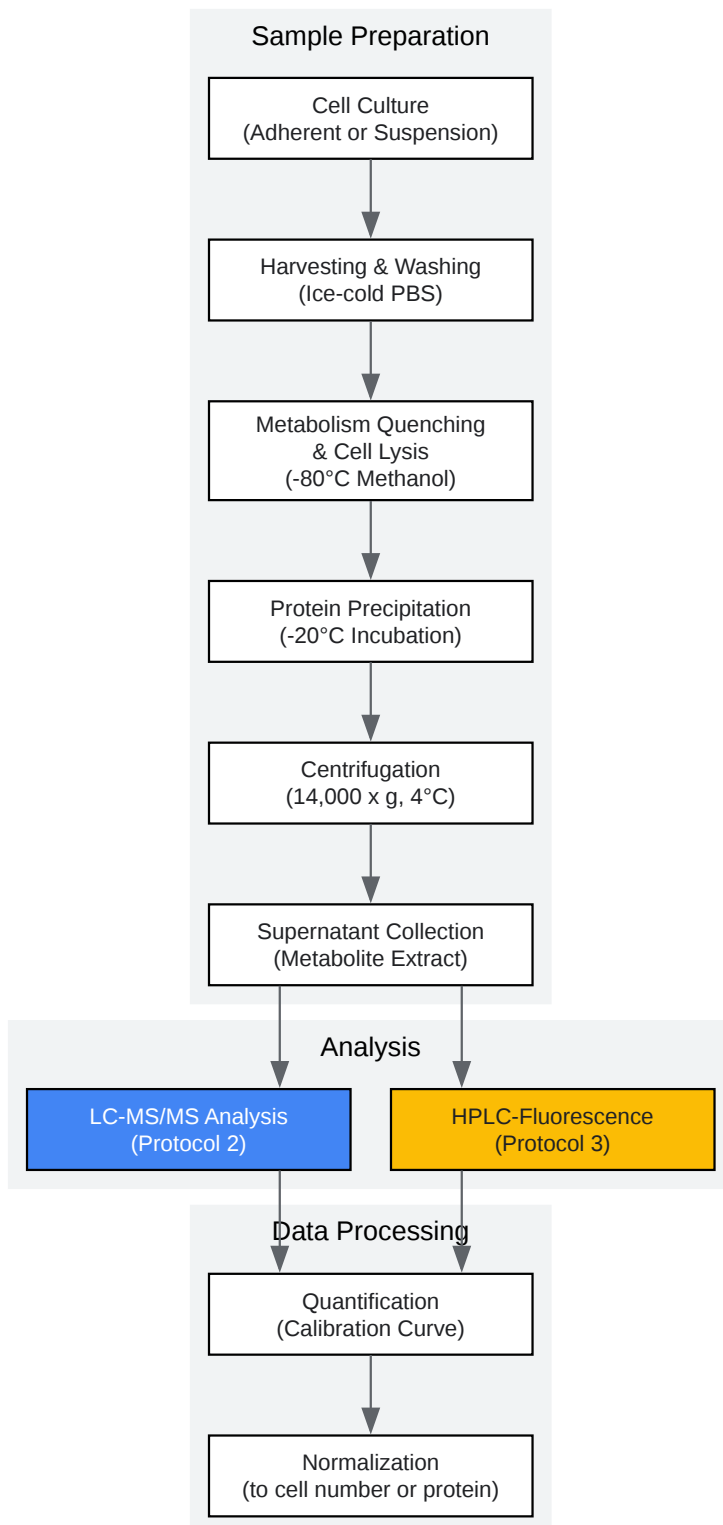 Sample Preparation
Cell Culture
(Adherent or Suspension)
Harvesting & Washing
(Ice-cold PBS)
Metabolism Quenching
& Cell Lysis
(-80°C Methanol)
Protein Precipitation
(-20°C Incubation)
Centrifugation
(14,000 x g, 4°C)
Supernatant Collection
(Metabolite Extract)
Analysis
LC-MS/MS Analysis
(Protocol 2)
HPLC-Fluorescence
(Protocol 3)
Data Processing
Quantification
(Calibration Curve)
Normalization
(to cell number or protein)